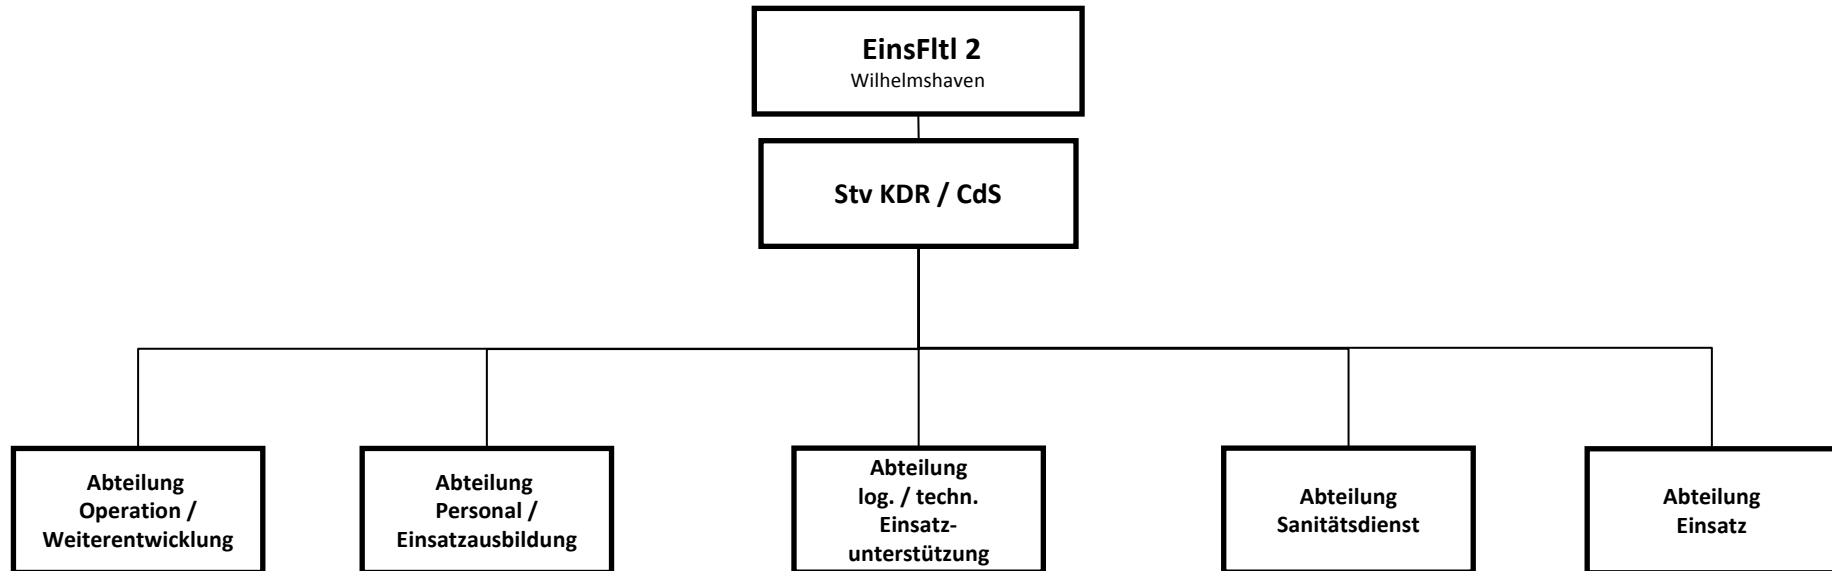 EinsFltl 2
Wilhelmshaven
Stv KDR / CdS
Abteilung
Operation /
Weiterentwicklung
Abteilung
Personal /
Einsatzausbildung
Abteilung
log. / techn.
Einsatz-
unterstützung
Abteilung
Sanitätsdienst
Abteilung
Einsatz